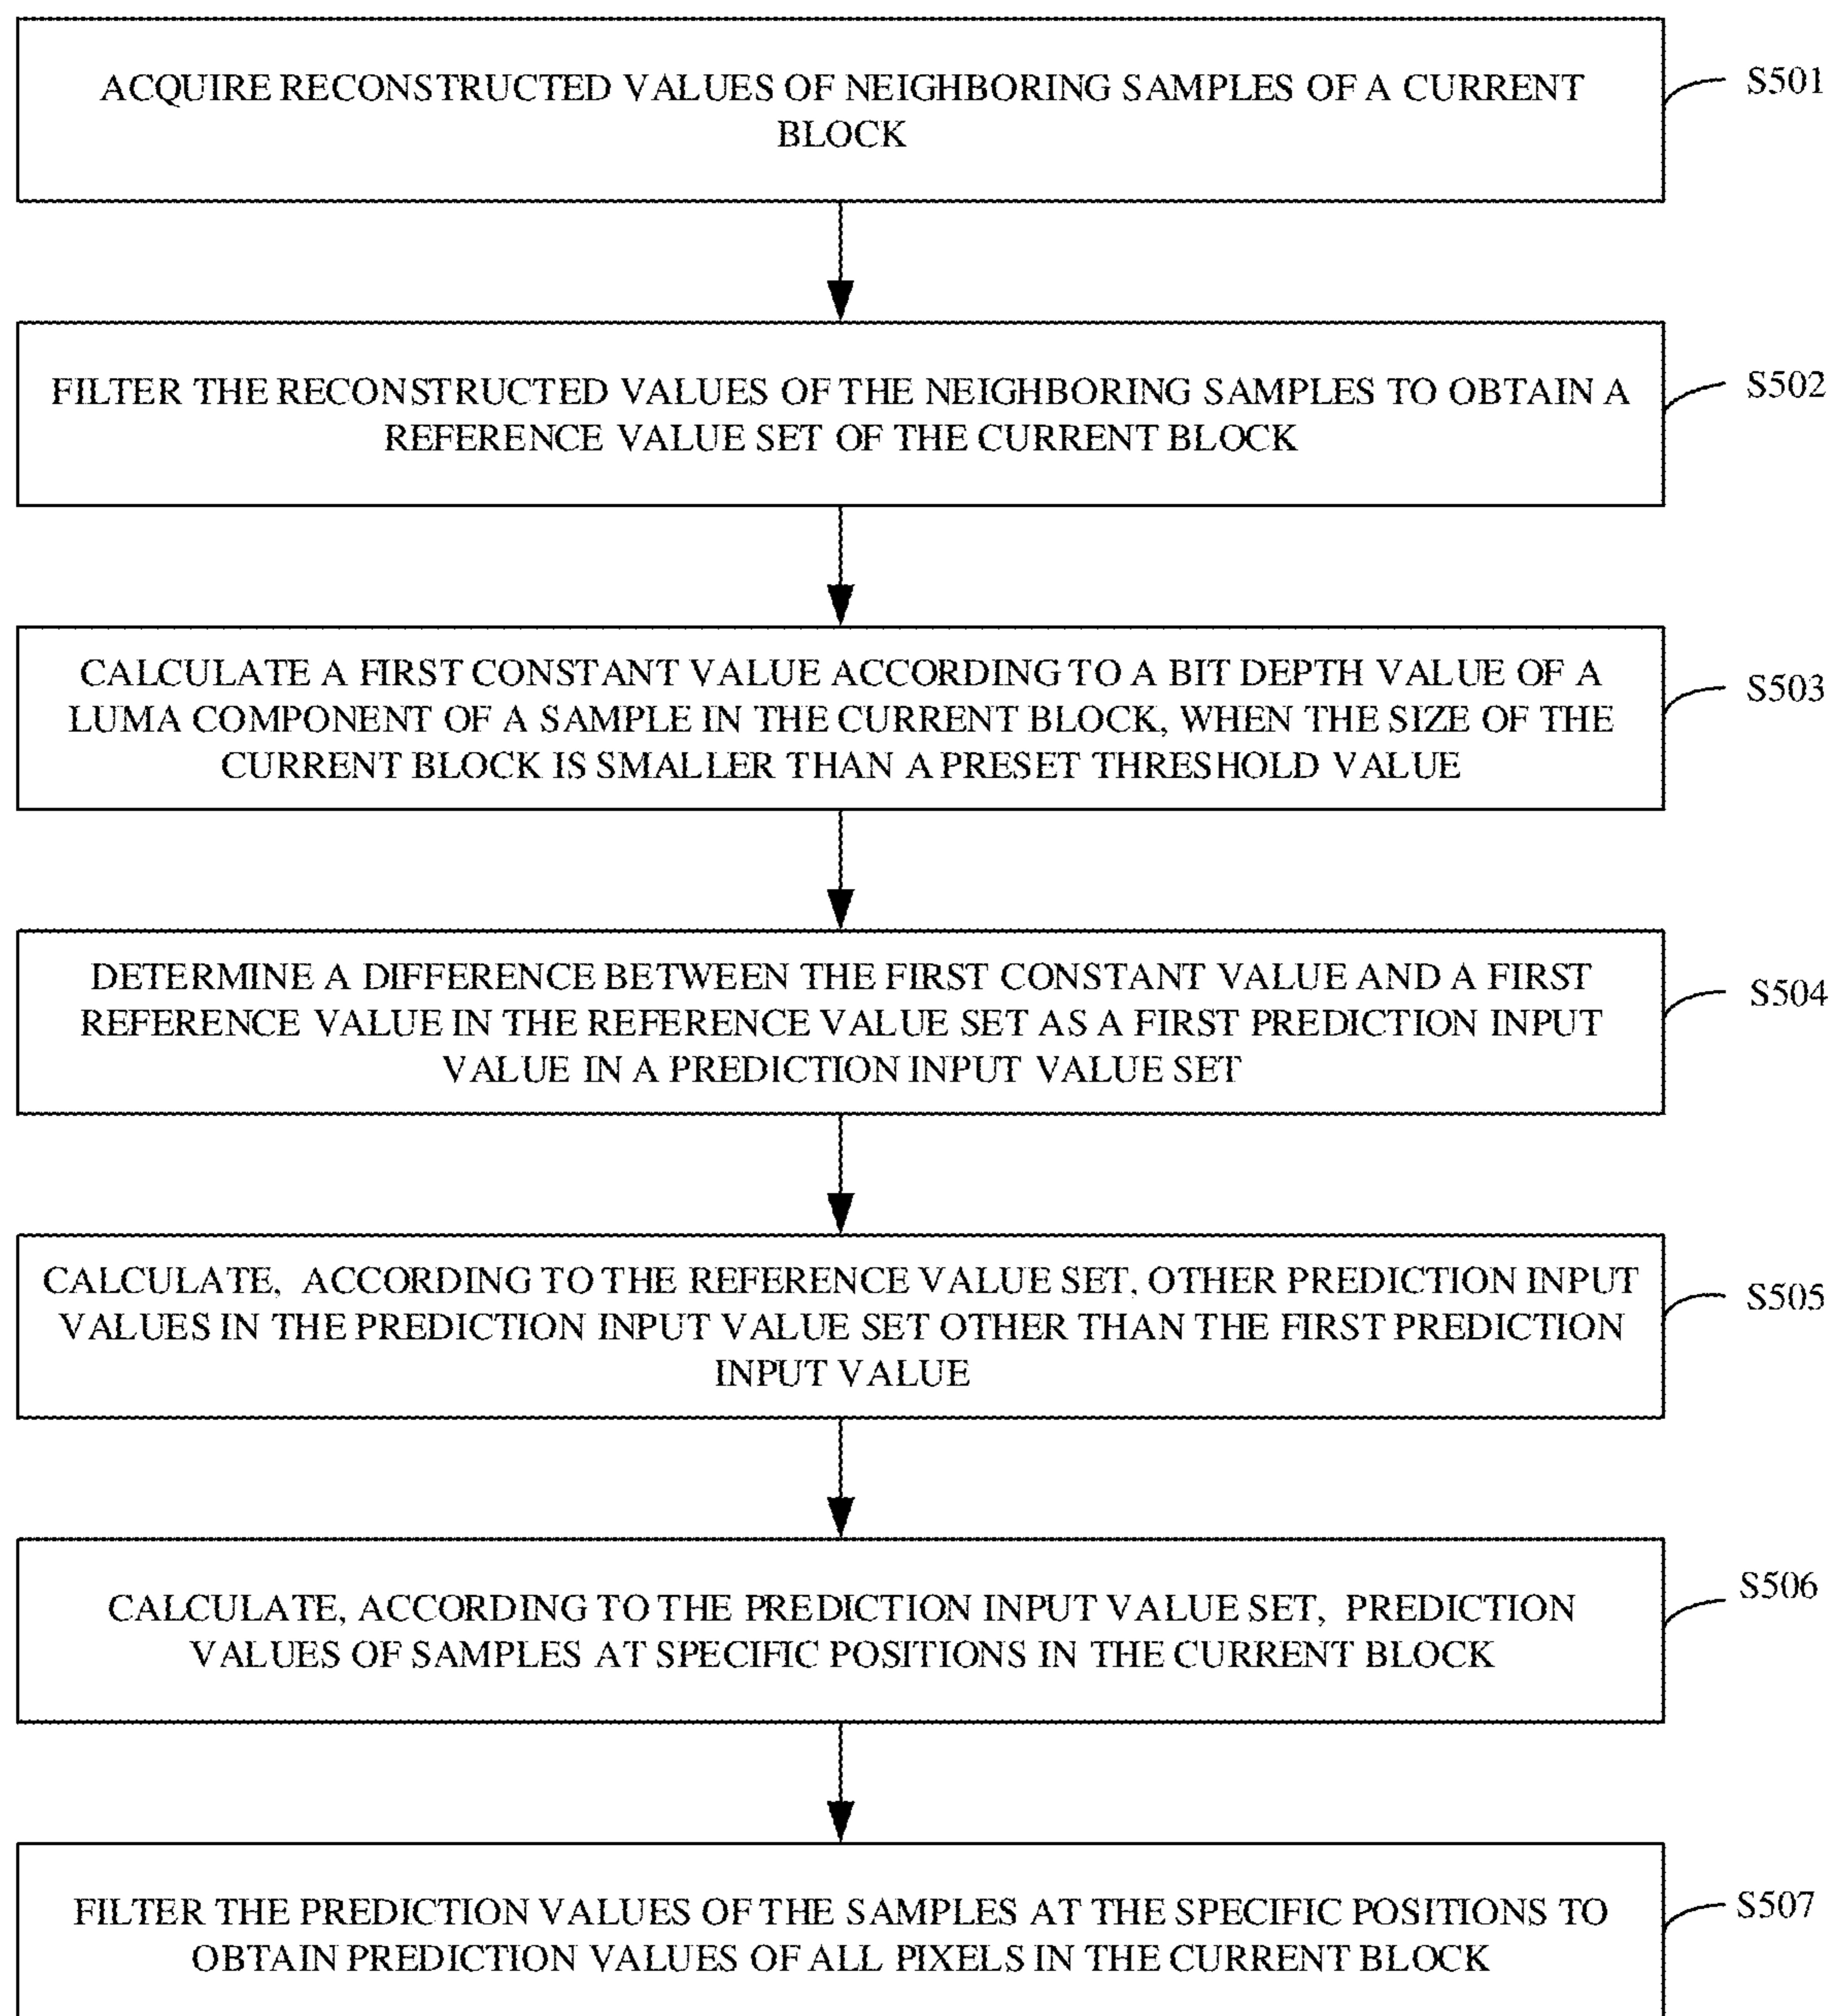 ACQUIRE RECONSTRUCTED VALUES OF NEIGHBORING SAMPLES OF A CURRENT
BLOCK
S501
FILTER THE RECONSTRUCTED VALUES OF THE NEIGHBORING SAMPLES TO OBTAIN A
REFERENCE VALUE SET OF THE CURRENT BLOCK
S502
CALCULATE A FIRST CONSTANT VALUE ACCORDING TO A BIT DEPTH VALUE OF A
LUMA COMPONENT OF A SAMPLE IN THE CURRENT BLOCK, WHEN THE SIZE OF THE
CURRENT BLOCK IS SMALLER THAN A PRESET THRESHOLD VALUE
S503
DETERMINE A DIFFERENCE BETWEEN THE FIRST CONSTANT VALUE AND A FIRST
REFERENCE VALUE IN THE REFERENCE VALUE SET AS A FIRST PREDICTION INPUT
VALUE IN A PREDICTION INPUT VALUE SET
S504
CALCULATE, ACCORDING TO THE REFERENCE VALUE SET, OTHER PREDICTION INPUT
VALUES IN THE PREDICTION INPUT VALUE SET OTHER THAN THE FIRST PREDICTION
INPUT VALUE
S505
CALCULATE, ACCORDING TO THE PREDICTION INPUT VALUE SET, PREDICTION
VALUES OF SAMPLES AT SPECIFIC POSITIONS IN THE CURRENT BLOCK
S506
FILTER THE PREDICTION VALUES OF THE SAMPLES AT THE SPECIFIC POSITIONS TO
OBTAIN PREDICTION VALUES OF ALL PIXELS IN THE CURRENT BLOCK
S507